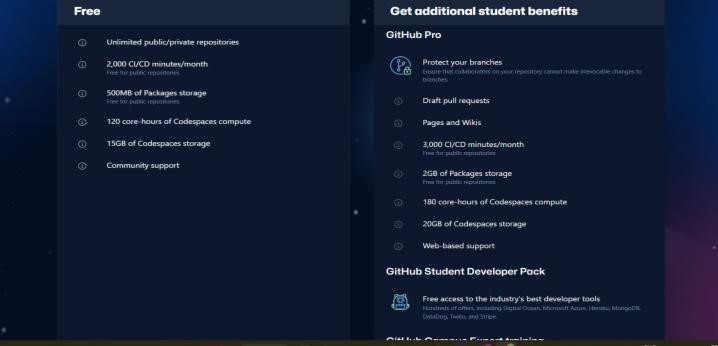 Free
Unlimited public/private repositories
2,000 CI/CD minutes/month
Free for public repositories
500MB of Packages storage
Free for public repositories
120 core-hours of Codespaces compute
15GB of Codespaces storage
Community support
Get additional student benefits
GitHub Pro
Protect your branches
Ensure that collaborators on your repository cannot make irrevocable changes to
branches.
Draft pull requests
Pages and Wikis
3,000 CI/CD minutes/month
Free for public repositories
2GB of Packages storage
Free for public repositories
180 core-hours of Codespaces compute
20GB of Codespaces storage
Web-based support
GitHub Student Developer Pack
Free access to the industry's best developer tools
Hundreds of offers, including Digital Ocean, Microsoft Azure, Heroku, MongoDB,
DataDog, Twilio, and Stripe.
GitHub Campus Expert training